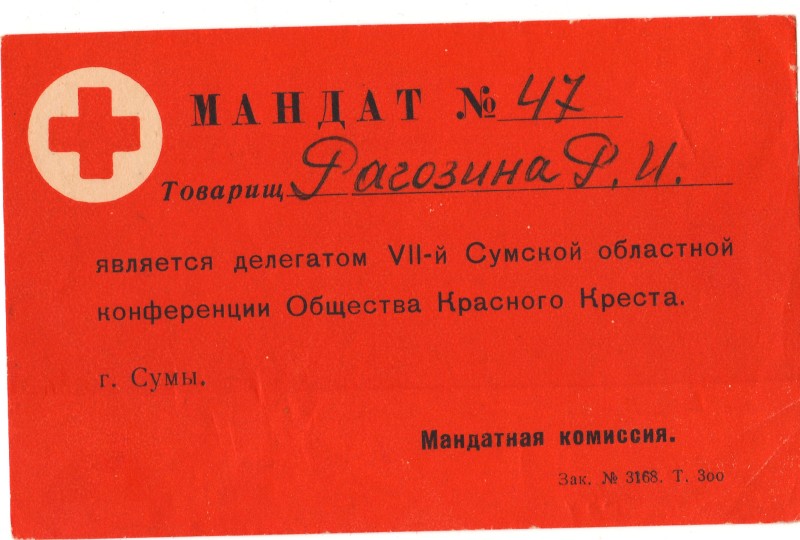 МАНДАТ № 47
Товарищ Рагозина Р. И.
является делегатом VII-й Сумской областной
конференции Общества Красного Креста.
г. Сумы.
Мандатная комиссия.
Зак. № 3168. Т. 3оо